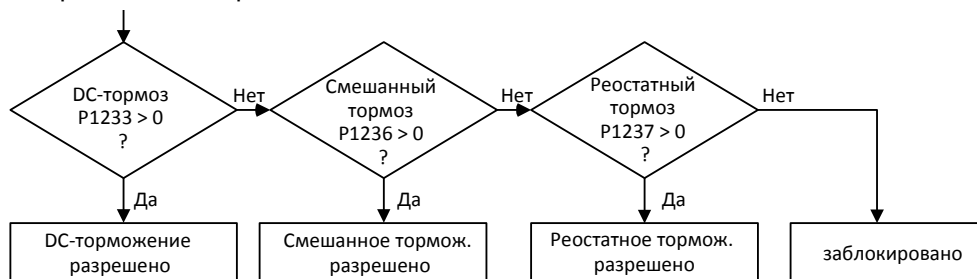 DC-тормоз
P1233 > 0
?
Нет
Смешанный
тормоз
P1236 > 0
?
Нет
Реостатный
тормоз
P1237 > 0
?
Нет
Да
Да
Да
DC-торможение
разрешено
Смешанное тормож.
разрешено
Реостатное тормож.
разрешено
заблокировано